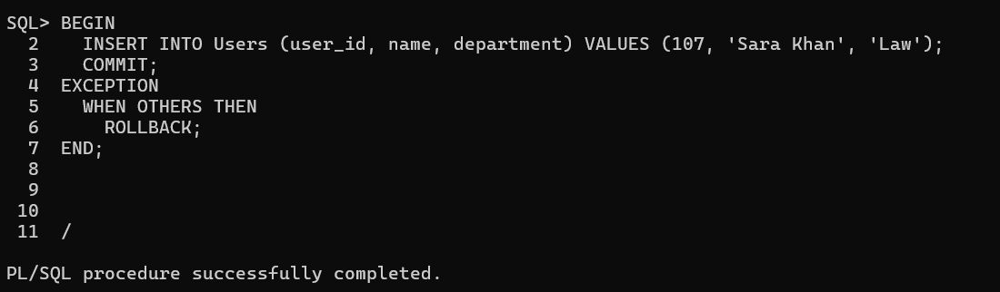 SQL> BEGIN
  2    INSERT INTO Users (user_id, name, department) VALUES (107, 'Sara Khan', 'Law');
  3    COMMIT;
  4  EXCEPTION
  5    WHEN OTHERS THEN
  6      ROLLBACK;
  7  END;
  8
  9
 10
 11  /
PL/SQL procedure successfully completed.